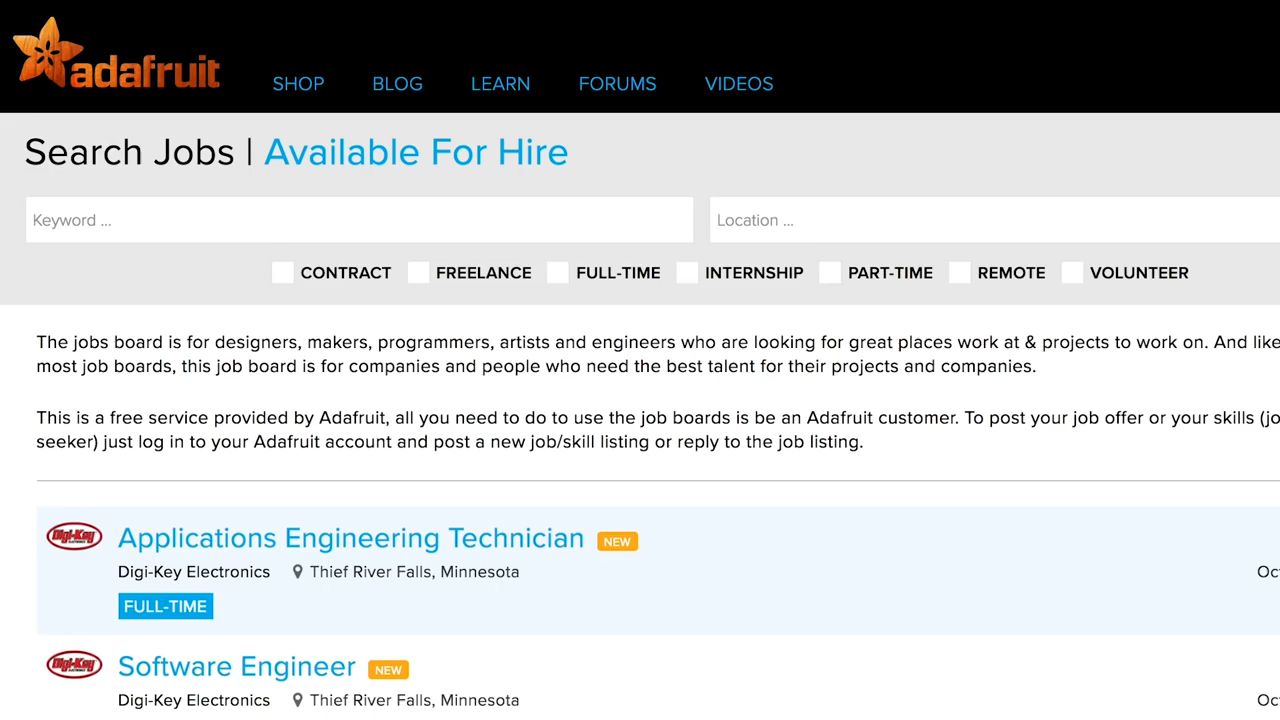 adafruit
SHOP BLOG LEARN FORUMS VIDEOS
Search Jobs | Available For Hire
Keyword ... Location ...
CONTRACT FREELANCE FULL-TIME INTERNSHIP PART-TIME REMOTE VOLUNTEER
The jobs board is for designers, makers, programmers, artists and engineers who are looking for great places work at & projects to work on. And like
most job boards, this job board is for companies and people who need the best talent for their projects and companies.
This is a free service provided by Adafruit, all you need to do to use the job boards is be an Adafruit customer. To post your job offer or your skills (jo
seeker) just log in to your Adafruit account and post a new job/skill listing or reply to the job listing.
Digi-Key Applications Engineering Technician NEW
Digi-Key Electronics Thief River Falls, Minnesota Oc
FULL-TIME
Digi-Key Software Engineer NEW
Digi-Key Electronics Thief River Falls, Minnesota Oc